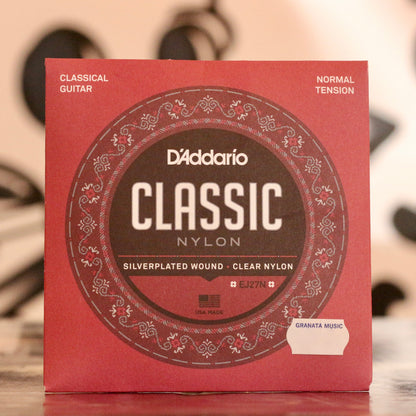 CLASSICAL
GUITAR
NORMAL
TENSION
D'Addario
CLASSIC
NYLON
SILVERPLATED WOUND · CLEAR NYLON
EJ27N
USA MADE
GRANATA MUSIC